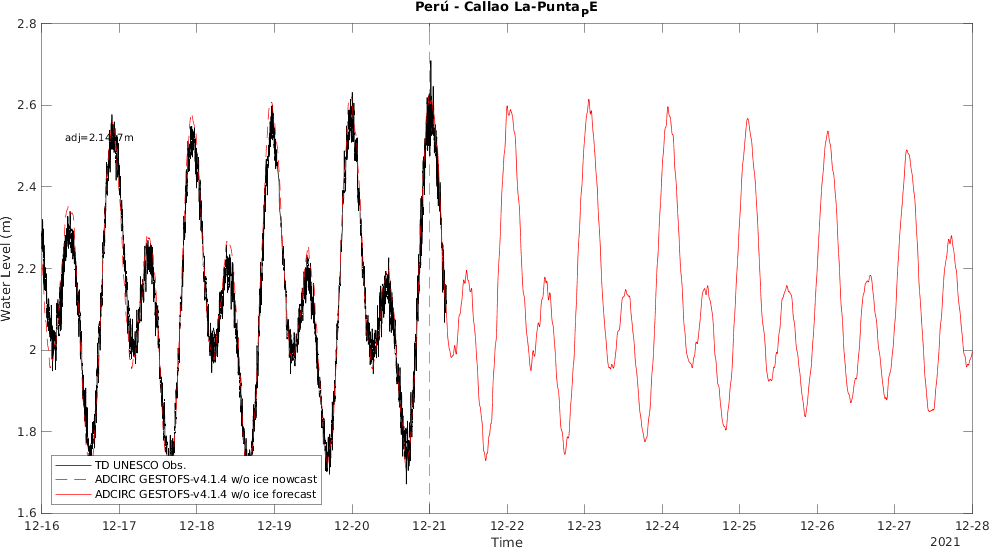 Perú - Callao La-PuntaPE
2.8
2.6
2.4
2.2
2
1.8
1.6
Water Level (m)
TD UNESCO Obs.
ADCIRC GESTOFS-v4.1.4 w/o ice nowcast
ADCIRC GESTOFS-v4.1.4 w/o ice forecast
12-16 12-17 12-18 12-19 12-20 12-21 12-22 12-23 12-24 12-25 12-26 12-27 12-28
Time
2021